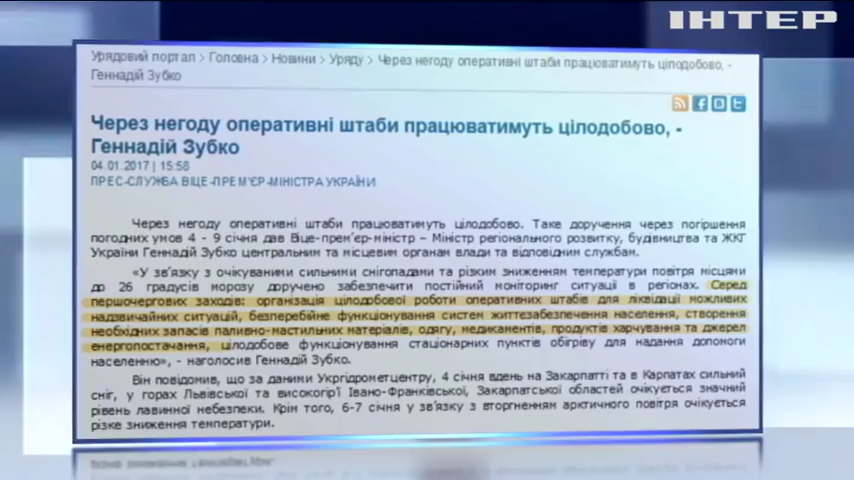 ІНТЕР
Урядовий портал > Головна > Новини > Уряду > Через негоду оперативні штаби працюватимуть цілодобово, -
Геннадій Зубко
Через негоду оперативні штаби працюватимуть цілодобово, -
Геннадій Зубко
04.01.2017 | 15:58
ПРЕС-СЛУЖБА ВІЦЕ-ПРЕМ'ЄР-МІНІСТРА УКРАЇНИ
Через негоду оперативні штаби працюватимуть цілодобово. Таке доручення через погіршення
погодних умов 4 - 9 січня дав Віце-прем'єр-міністр – Міністр регіонального розвитку, будівництва та ЖКГ
України Геннадій Зубко центральним та місцевим органам влади та відповідним службам.
«У зв'язку з очікуваними сильними снігопадами та різким зниженням температури повітря місцями
до 26 градусів морозу доручено забезпечити постійний моніторинг ситуації в регіонах. Серед
першочергових заходів: організація цілодобової роботи оперативних штабів для ліквідації можливих
надзвичайних ситуацій, безперебійне функціонування систем життєзабезпечення населення, створення
необхідних запасів паливно-мастильних матеріалів, одягу, медикаментів, продуктів харчування та джерел
енергопостачання, цілодобове функціонування стаціонарних пунктів обігріву для надання допомоги
населенню», - наголосив Геннадій Зубко.
Він повідомив, що за даними Укргідрометцентру, 4 січня вдень на Закарпатті та в Карпатах сильний
сніг, у горах Львівської та високогір'ї Івано-Франківської, Закарпатської областей очікується значний
рівень лавинної небезпеки. Крім того, 6-7 січня у зв'язку з вторгненням арктичного повітря очікується
різке зниження температури.